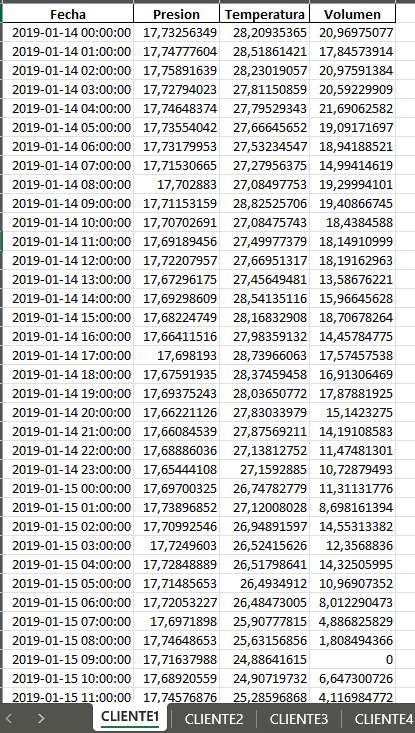 Fecha Presion Temperatura Volumen
2019-01-14 00:00:00 17,73256349 28,20935365 20,96975077
2019-01-14 01:00:00 17,74777604 28,51861421 17,84573914
2019-01-14 02:00:00 17,75891639 28,23019057 20,97591384
2019-01-14 03:00:00 17,72794023 27,81150859 20,59229909
2019-01-14 04:00:00 17,74648374 27,79529343 21,69062582
2019-01-14 05:00:00 17,73554042 27,66645652 19,09171697
2019-01-14 06:00:00 17,73179953 27,53234547 18,94188521
2019-01-14 07:00:00 17,71530665 27,27956375 14,99414619
2019-01-14 08:00:00 17,702883 27,08497753 19,29994101
2019-01-14 09:00:00 17,71153159 28,82525706 19,40866745
2019-01-14 10:00:00 17,70702691 27,08475743 18,4384588
2019-01-14 11:00:00 17,69189456 27,49977379 18,14910999
2019-01-14 12:00:00 17,72207957 27,66951317 18,19162963
2019-01-14 13:00:00 17,67296175 27,45649481 13,58676221
2019-01-14 14:00:00 17,69298609 28,54135116 15,96645628
2019-01-14 15:00:00 17,68224749 28,16832908 18,70678264
2019-01-14 16:00:00 17,66411516 27,98359132 14,45784775
2019-01-14 17:00:00 17,698193 28,73966063 17,57457538
2019-01-14 18:00:00 17,67591935 28,37459458 16,91306469
2019-01-14 19:00:00 17,69375243 28,03650772 17,87881925
2019-01-14 20:00:00 17,66221126 27,83033979 15,1423275
2019-01-14 21:00:00 17,66084539 27,87569211 14,19108583
2019-01-14 22:00:00 17,68886036 27,13812752 11,47481301
2019-01-14 23:00:00 17,65444108 27,1592885 10,72879493
2019-01-15 00:00:00 17,69700325 26,74782779 11,31131776
2019-01-15 01:00:00 17,73896852 27,12008028 8,698161394
2019-01-15 02:00:00 17,70992546 26,94891597 14,55313382
2019-01-15 03:00:00 17,7249603 26,52415626 12,3568836
2019-01-15 04:00:00 17,72848889 26,51798641 14,32505995
2019-01-15 05:00:00 17,71485653 26,4934912 10,96907352
2019-01-15 06:00:00 17,72053227 26,48473005 8,012290473
2019-01-15 07:00:00 17,6971898 25,90777815 4,886825829
2019-01-15 08:00:00 17,74648653 25,63156856 1,808494366
2019-01-15 09:00:00 17,71637988 24,88641615 0
2019-01-15 10:00:00 17,68920559 24,90719732 6,647300726
2019-01-15 11:00:00 17,74576876 25,28596868 4,116984772
CLIENTE1 CLIENTE2 CLIENTE3 CLIENTE4